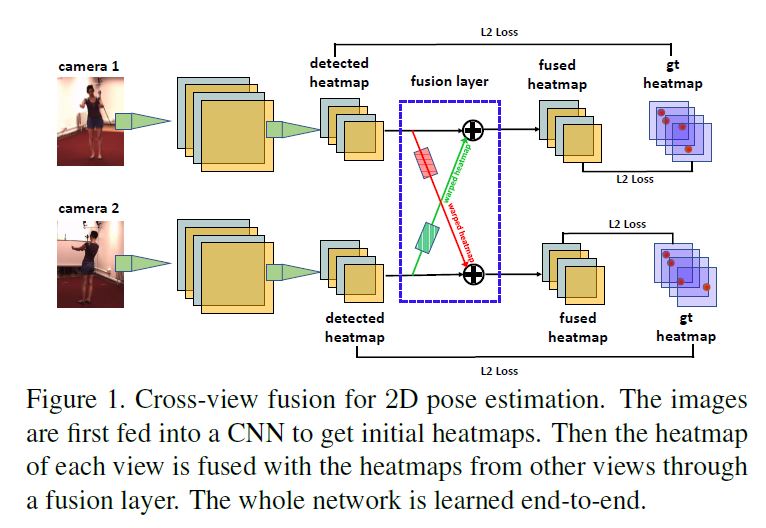 L2 Loss
camera 1
detected
heatmap
fusion layer
fused
heatmap
gt
heatmap
warped heatmap
warped heatmap
L2 Loss
camera 2
L2 Loss
detected
heatmap
fused
heatmap
gt
heatmap
L2 Loss
Figure 1. Cross-view fusion for 2D pose estimation. The images
are first fed into a CNN to get initial heatmaps. Then the heatmap
of each view is fused with the heatmaps from other views through
a fusion layer. The whole network is learned end-to-end.